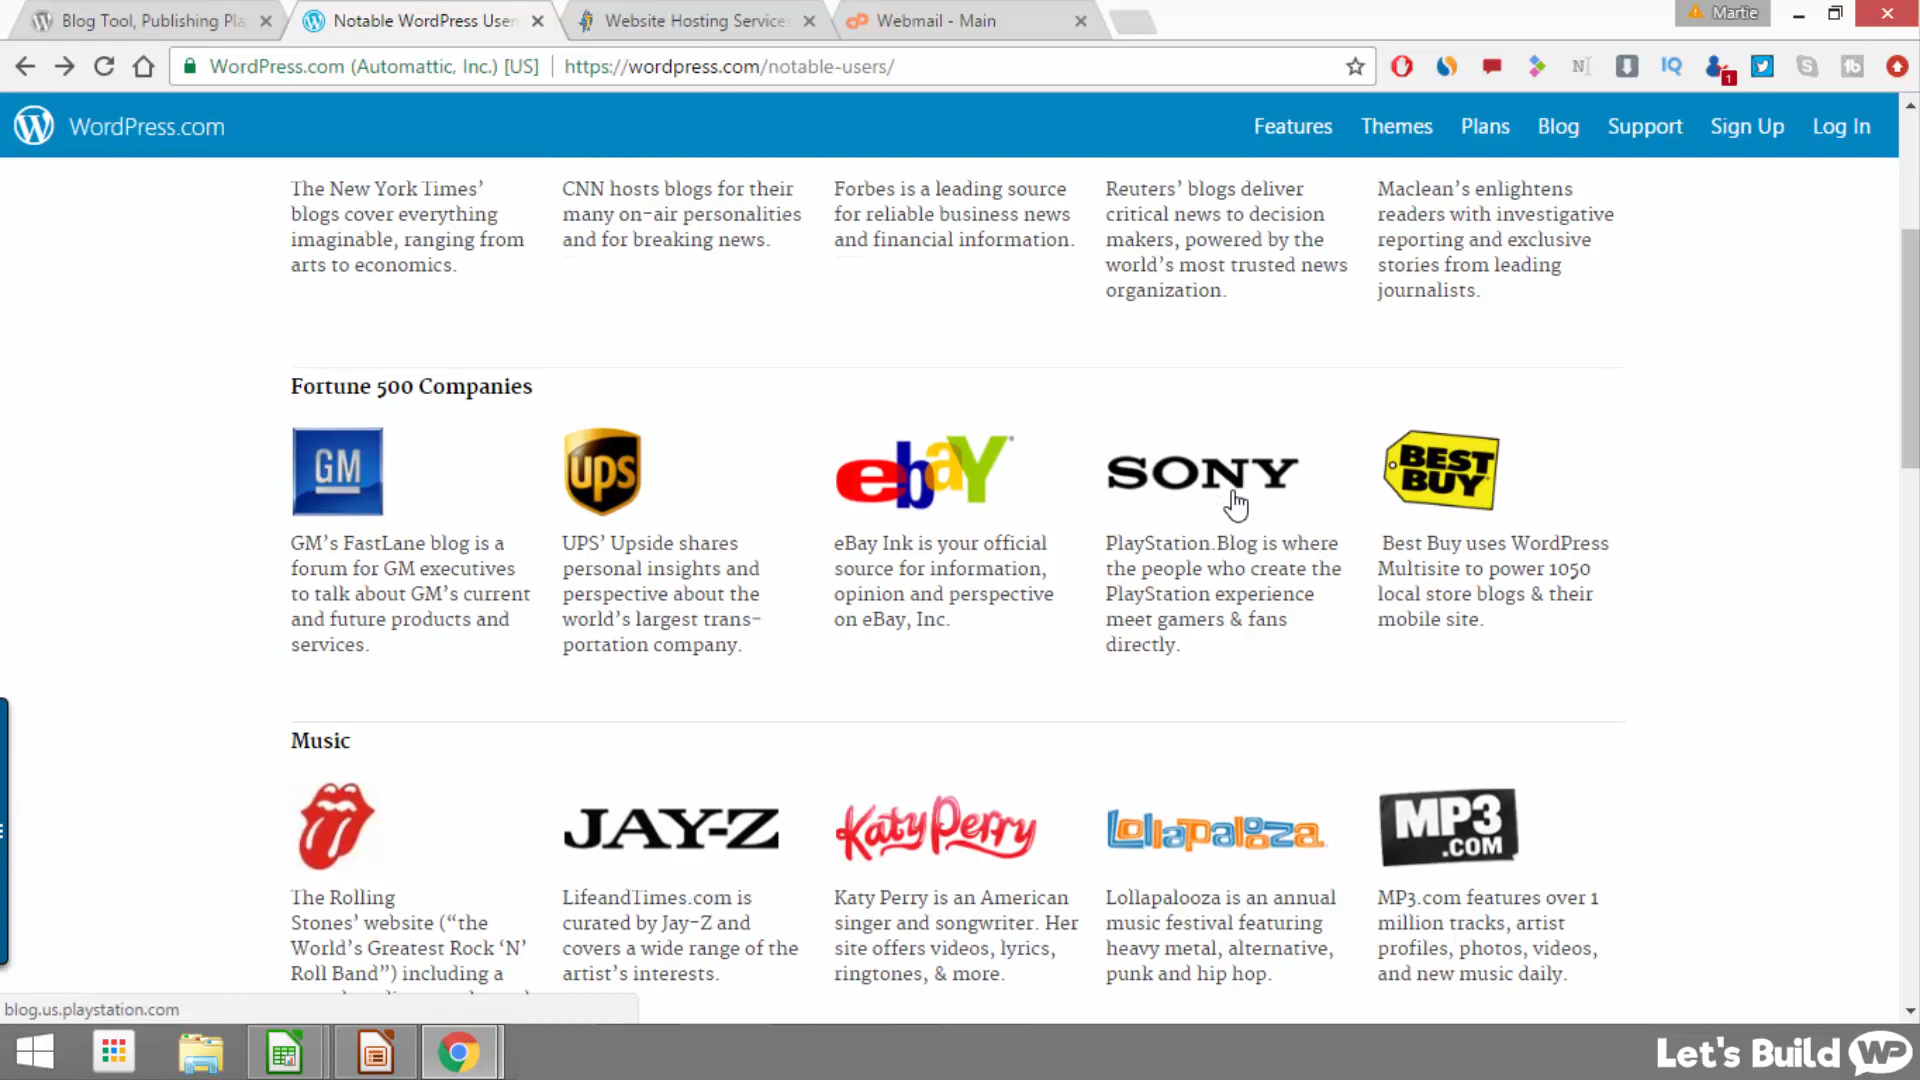 Blog Tool, Publishing Pla
Notable WordPress User
Website Hosting Service
Webmail - Main
Martie
WordPress.com (Automattic, Inc.) [US]
https://wordpress.com/notable-users/
IQ
1
WordPress.com
Features
Themes
Plans
Blog
Support
Sign Up
Log In
The New York Times’
blogs cover everything
imaginable, ranging from
arts to economics.
CNN hosts blogs for their
many on-air personalities
and for breaking news.
Forbes is a leading source
for reliable business news
and financial information.
Reuters’ blogs deliver
critical news to decision
makers, powered by the
world’s most trusted news
organization.
Maclean’s enlightens
readers with investigative
reporting and exclusive
stories from leading
journalists.
Fortune 500 Companies
GM
ups
ebaY
SONY
BEST
BUY
GM’s FastLane blog is a
forum for GM executives
to talk about GM’s current
and future products and
services.
UPS’ Upside shares
personal insights and
perspective about the
world’s largest trans-
portation company.
eBay Ink is your official
source for information,
opinion and perspective
on eBay, Inc.
PlayStation.Blog is where
the people who create the
PlayStation experience
meet gamers & fans
directly.
Best Buy uses WordPress
Multisite to power 1050
local store blogs & their
mobile site.
Music
JAY-Z
Katy Perry
Lollapalooza
MP3
.COM
The Rolling
Stones’ website (“the
World’s Greatest Rock ‘N’
Roll Band”) including a
LifeandTimes.com is
curated by Jay-Z and
covers a wide range of the
artist’s interests.
Katy Perry is an American
singer and songwriter. Her
site offers videos, lyrics,
ringtones, & more.
Lollapalooza is an annual
music festival featuring
heavy metal, alternative,
punk and hip hop.
MP3.com features over 1
million tracks, artist
profiles, photos, videos,
and new music daily.
blog.us.playstation.com
Let's Build WP